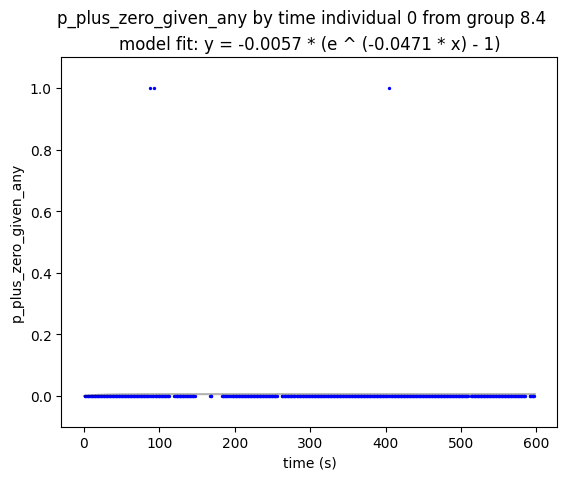 p_plus_zero_given_any by time individual 0 from group 8.4
model fit: y = -0.0057 * (e ^ (-0.0471 * x) - 1)
1.0
0.8
0.6
0.4
0.2
0.0
p_plus_zero_given_any
0 100 200 300 400 500 600
time (s)